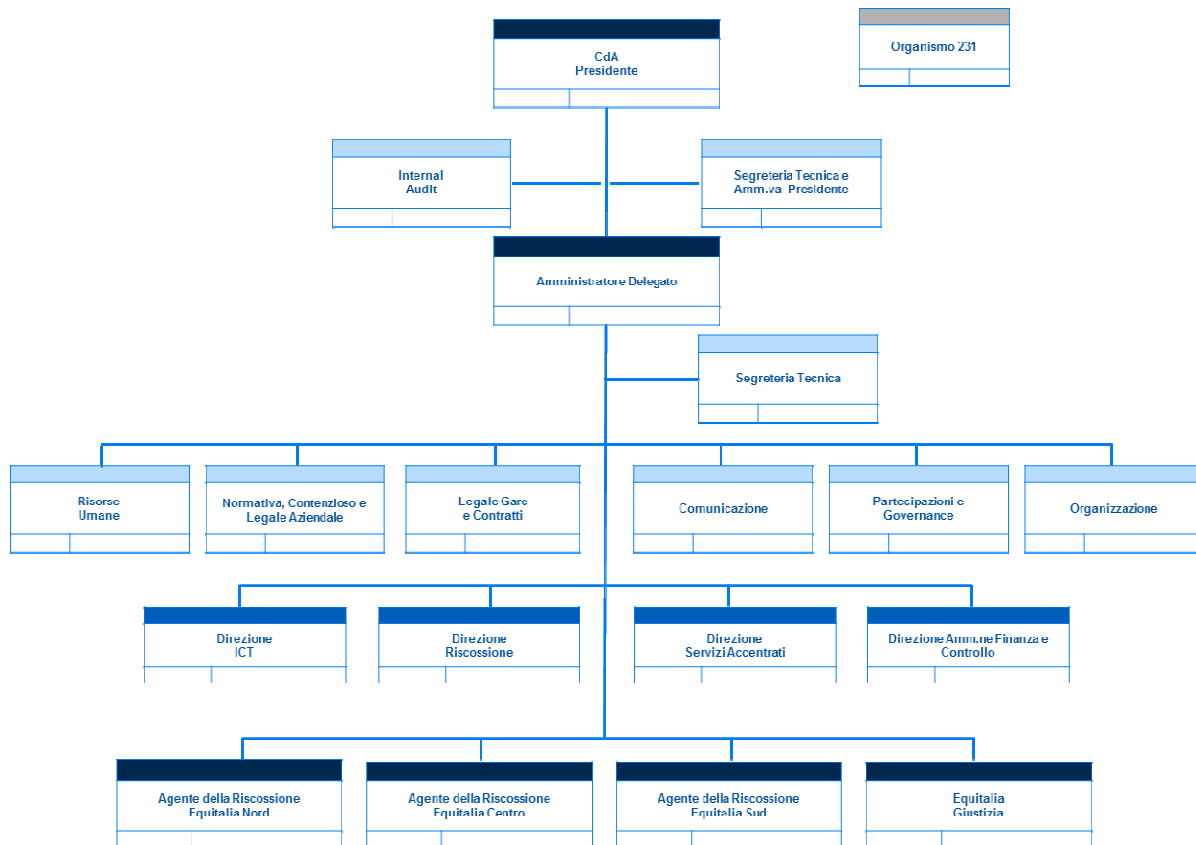 CdA
Presidente
Organismo 231
Internal
Audit
Segreteria Tecnica e
Amm.va Presidente
Amministratore Delegato
Segreteria Tecnica
Risorse
Umane
Normativa, Contenzioso e
Legale Aziendale
Legale Gare
e Contratti
Comunicazione
Partecipazioni e
Governance
Organizzazione
Direzione
ICT
Direzione
Riscossione
Direzione
Servizi Accentrati
Direzione Amm.ne Finanza e
Controllo
Agente della Riscossione
Equitalia Nord
Agente della Riscossione
Equitalia Centro
Agente della Riscossione
Equitalia Sud
Equitalia
Giustizia